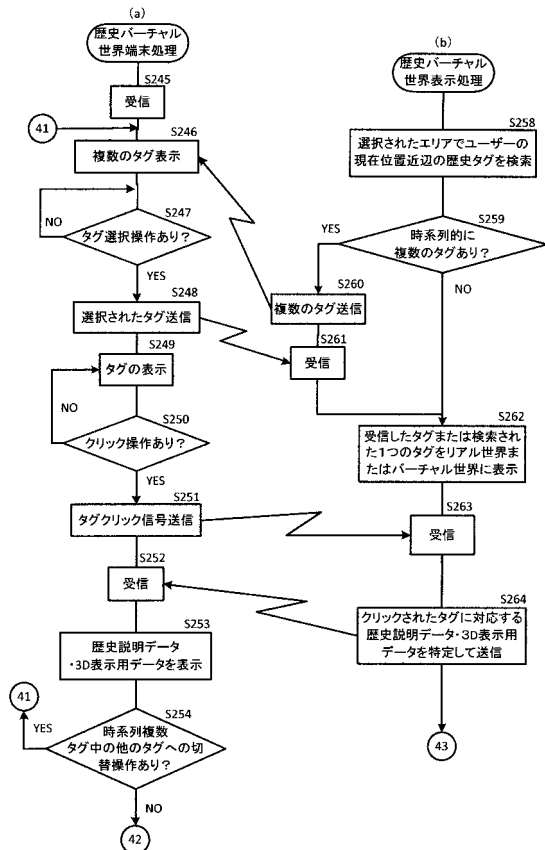 (a)
歴史バーチャル
世界端末処理
S245
受信
41
S246
複数のタグ表示
S247
NO
タグ選択操作あり?
YES
S248
選択されたタグ送信
S249
タグの表示
NO
S250
クリック操作あり?
YES
S251
タグクリック信号送信
S252
受信
S253
歴史説明データ
・3D表示用データを表示
41
YES
S254
時系列複数
タグ中の他のタグへの切
替操作あり?
NO
42
(b)
歴史バーチャル
世界表示処理
S258
選択されたエリアでユーザーの
現在位置近辺の歴史タグを検索
S259
YES
時系列的に
複数のタグあり?
NO
S260
複数のタグ送信
S261
受信
S262
受信したタグまたは検索され
た1つのタグをリアル世界ま
たはバーチャル世界に表示
S263
受信
S264
クリックされたタグに対応する
歴史説明データ・3D表示用
データを特定して送信
43